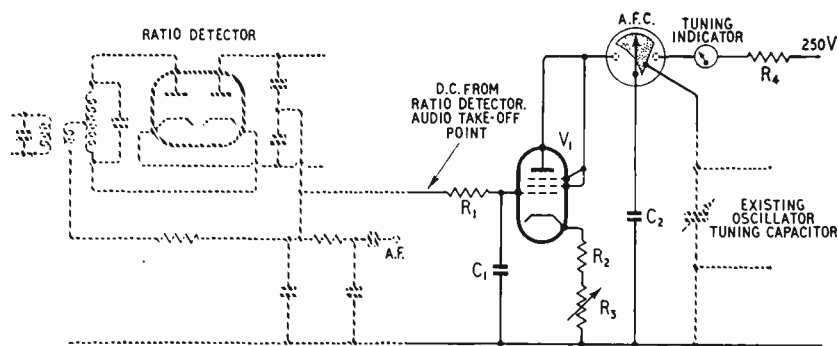 RATIO DETECTOR
A.F.C.
TUNING
INDICATOR
250V
R4
D.C. FROM
RATIO DETECTOR.
AUDIO TAKE-OFF
POINT
V1
R1
C1
R2
R3
C2
EXISTING
OSCILLATOR
TUNING CAPACITOR
A.F.